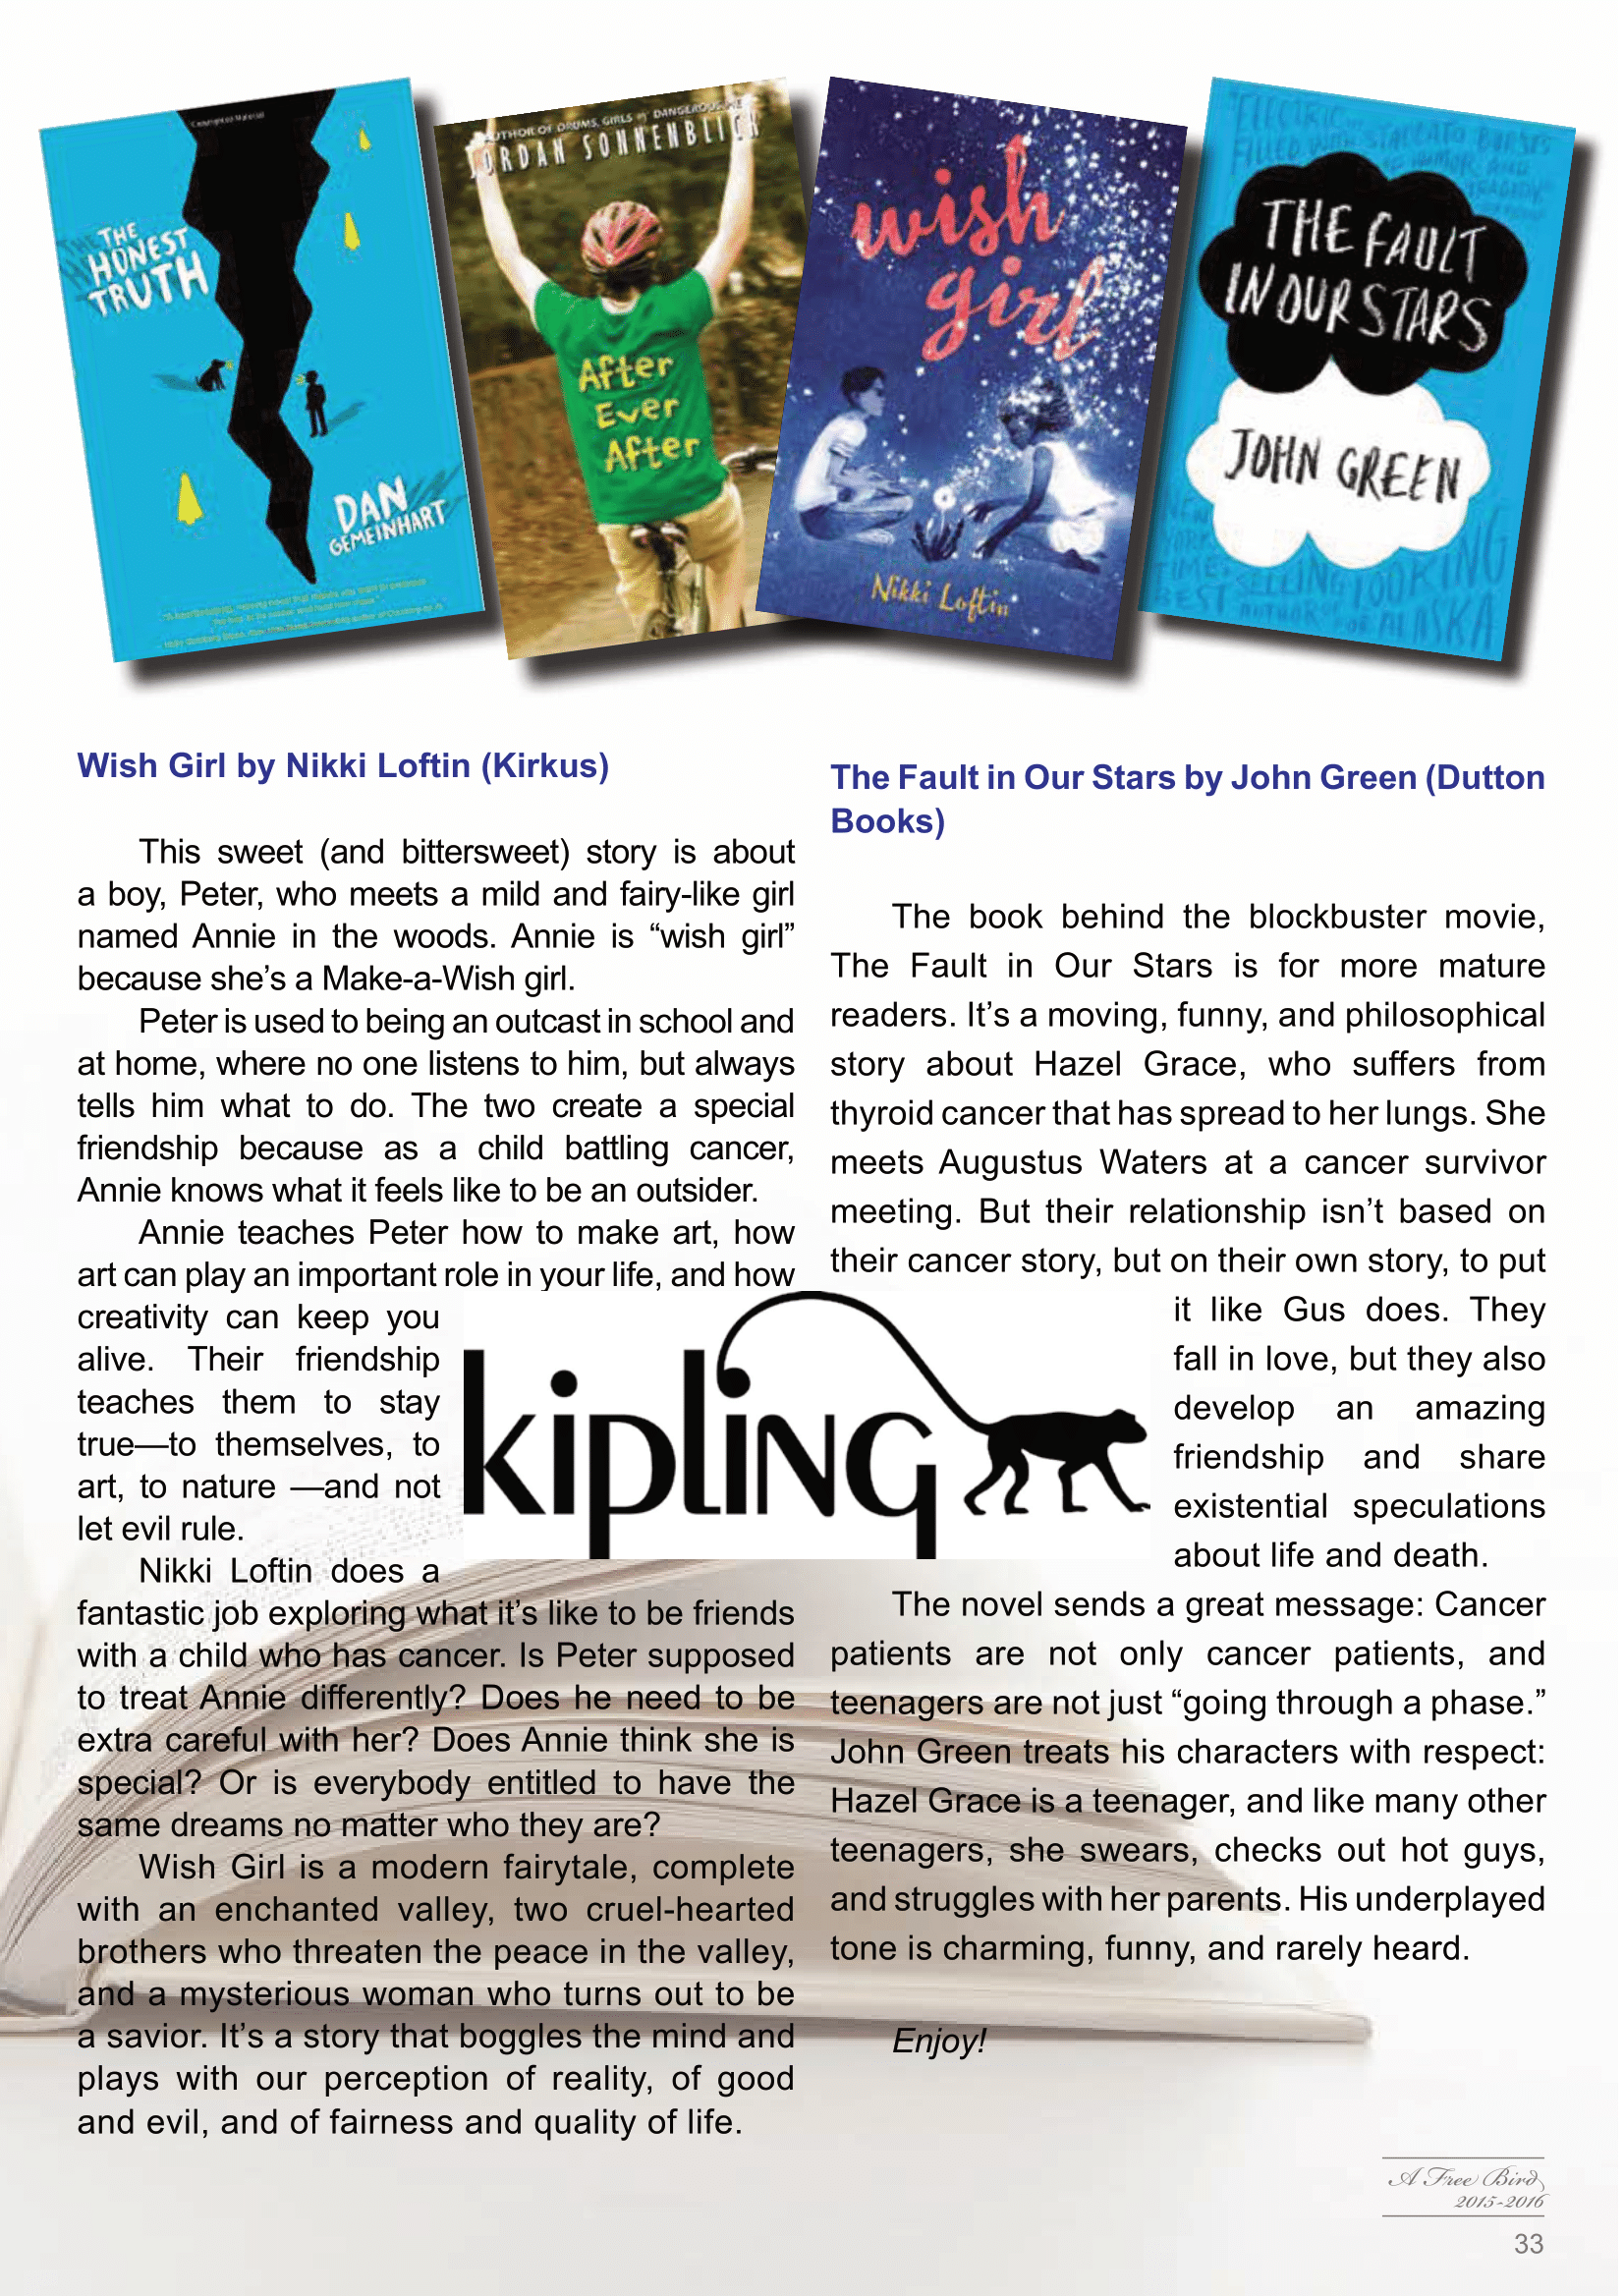 THE
HONEST
TRUTH
DAN
GEMEINHART
AUTHOR OF DRUMS, GIRLS & DANGEROUS PIE
JORDAN SONNENBLICK
After
Ever
After
wish
girl
Nikki Loftin
THE FAULT
IN OUR STARS
JOHN GREEN
Wish Girl by Nikki Loftin (Kirkus)
This sweet (and bittersweet) story is about
a boy, Peter, who meets a mild and fairy-like girl
named Annie in the woods. Annie is “wish girl”
because she’s a Make-a-Wish girl.
Peter is used to being an outcast in school and
at home, where no one listens to him, but always
tells him what to do. The two create a special
friendship because as a child battling cancer,
Annie knows what it feels like to be an outsider.
Annie teaches Peter how to make art, how
art can play an important role in your life, and how
creativity can keep you
alive. Their friendship
teaches them to stay
true—to themselves, to
art, to nature —and not
let evil rule.
Nikki Loftin does a
fantastic job exploring what it’s like to be friends
with a child who has cancer. Is Peter supposed
to treat Annie differently? Does he need to be
extra careful with her? Does Annie think she is
special? Or is everybody entitled to have the
same dreams no matter who they are?
Wish Girl is a modern fairytale, complete
with an enchanted valley, two cruel-hearted
brothers who threaten the peace in the valley,
and a mysterious woman who turns out to be
a savior. It’s a story that boggles the mind and
plays with our perception of reality, of good
and evil, and of fairness and quality of life.
kipling
The Fault in Our Stars by John Green (Dutton
Books)
The book behind the blockbuster movie,
The Fault in Our Stars is for more mature
readers. It’s a moving, funny, and philosophical
story about Hazel Grace, who suffers from
thyroid cancer that has spread to her lungs. She
meets Augustus Waters at a cancer survivor
meeting. But their relationship isn’t based on
their cancer story, but on their own story, to put
it like Gus does. They
fall in love, but they also
develop an amazing
friendship and share
existential speculations
about life and death.
The novel sends a great message: Cancer
patients are not only cancer patients, and
teenagers are not just “going through a phase.”
John Green treats his characters with respect:
Hazel Grace is a teenager, and like many other
teenagers, she swears, checks out hot guys,
and struggles with her parents. His underplayed
tone is charming, funny, and rarely heard.
Enjoy!
A Free Bird
2015-2016
33